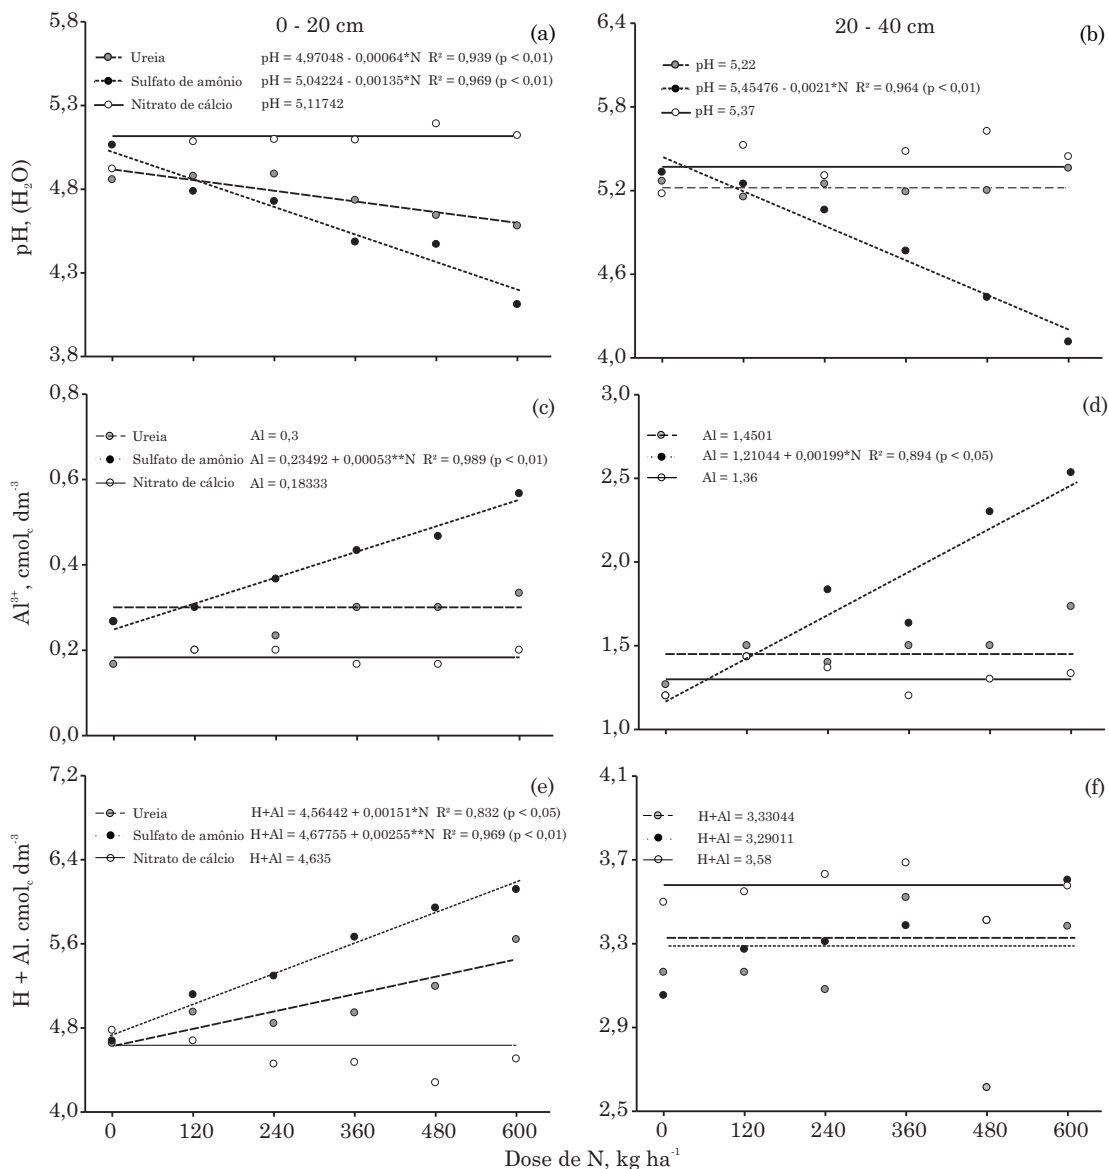 0 - 20 cm
20 - 40 cm
pH, (H₂O)
5,8
5,3
4,8
4,3
3,8
(a)
Ureia pH = 4,97048 - 0,00064*N R² = 0,939 (p < 0,01)
Sulfato de amônio pH = 5,04224 - 0,00135*N R² = 0,969 (p < 0,01)
Nitrato de cálcio pH = 5,11742
6,4
5,8
5,2
4,6
4,0
(b)
pH = 5,22
pH = 5,45476 - 0,0021*N R² = 0,964 (p < 0,01)
pH = 5,37
Al³⁺, cmol꜀ dm⁻³
0,8
0,6
0,4
0,2
0,0
(c)
Ureia Al = 0,3
Sulfato de amônio Al = 0,23492 + 0,00053**N R² = 0,989 (p < 0,01)
Nitrato de cálcio Al = 0,18333
3,0
2,5
2,0
1,5
1,0
(d)
Al = 1,4501
Al = 1,21044 + 0,00199*N R² = 0,894 (p < 0,05)
Al = 1,36
H + Al. cmol꜀ dm⁻³
7,2
6,4
5,6
4,8
4,0
(e)
Ureia H+Al = 4,56442 + 0,00151*N R² = 0,832 (p < 0,05)
Sulfato de amônio H+Al = 4,67755 + 0,00255**N R² = 0,969 (p < 0,01)
Nitrato de cálcio H+Al = 4,635
0 120 240 360 480 600
4,1
3,7
3,3
2,9
2,5
(f)
H+Al = 3,33044
H+Al = 3,29011
H+Al = 3,58
0 120 240 360 480 600
Dose de N, kg ha⁻¹